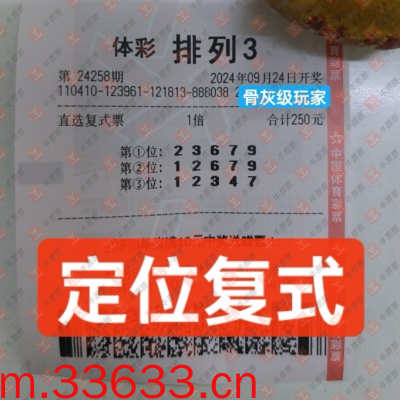 体彩 排列3
第 24258期 2024年09月24日开奖
110410-123961-121813-888038 2
骨灰级玩家
直选复式票 1倍 合计250元
第①位: 2 3 6 7 9
第②位: 1 2 6 7 9
第③位: 1 2 3 4 7
定位复式
m.33633.cn